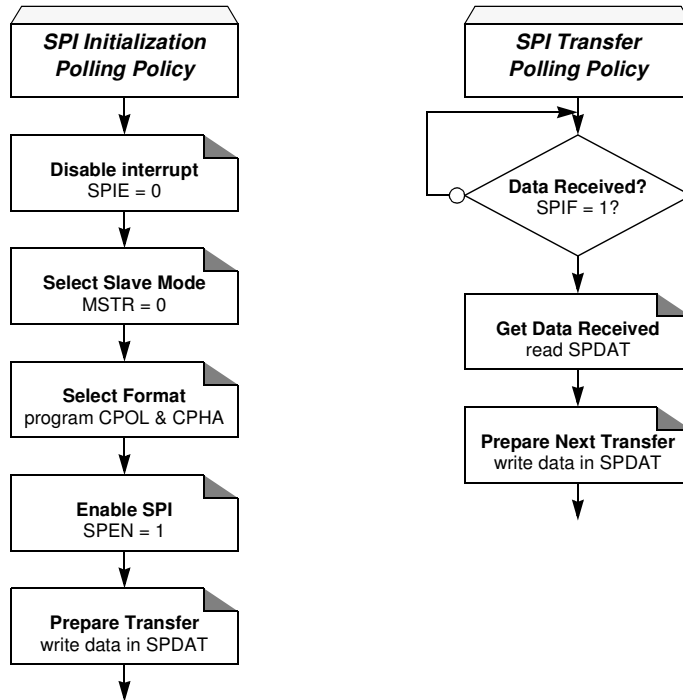 SPI Initialization
Polling Policy
Disable interrupt
SPIE = 0
Select Slave Mode
MSTR = 0
Select Format
program CPOL & CPHA
Enable SPI
SPEN = 1
Prepare Transfer
write data in SPDAT
SPI Transfer
Polling Policy
Data Received?
SPIF = 1?
Get Data Received
read SPDAT
Prepare Next Transfer
write data in SPDAT